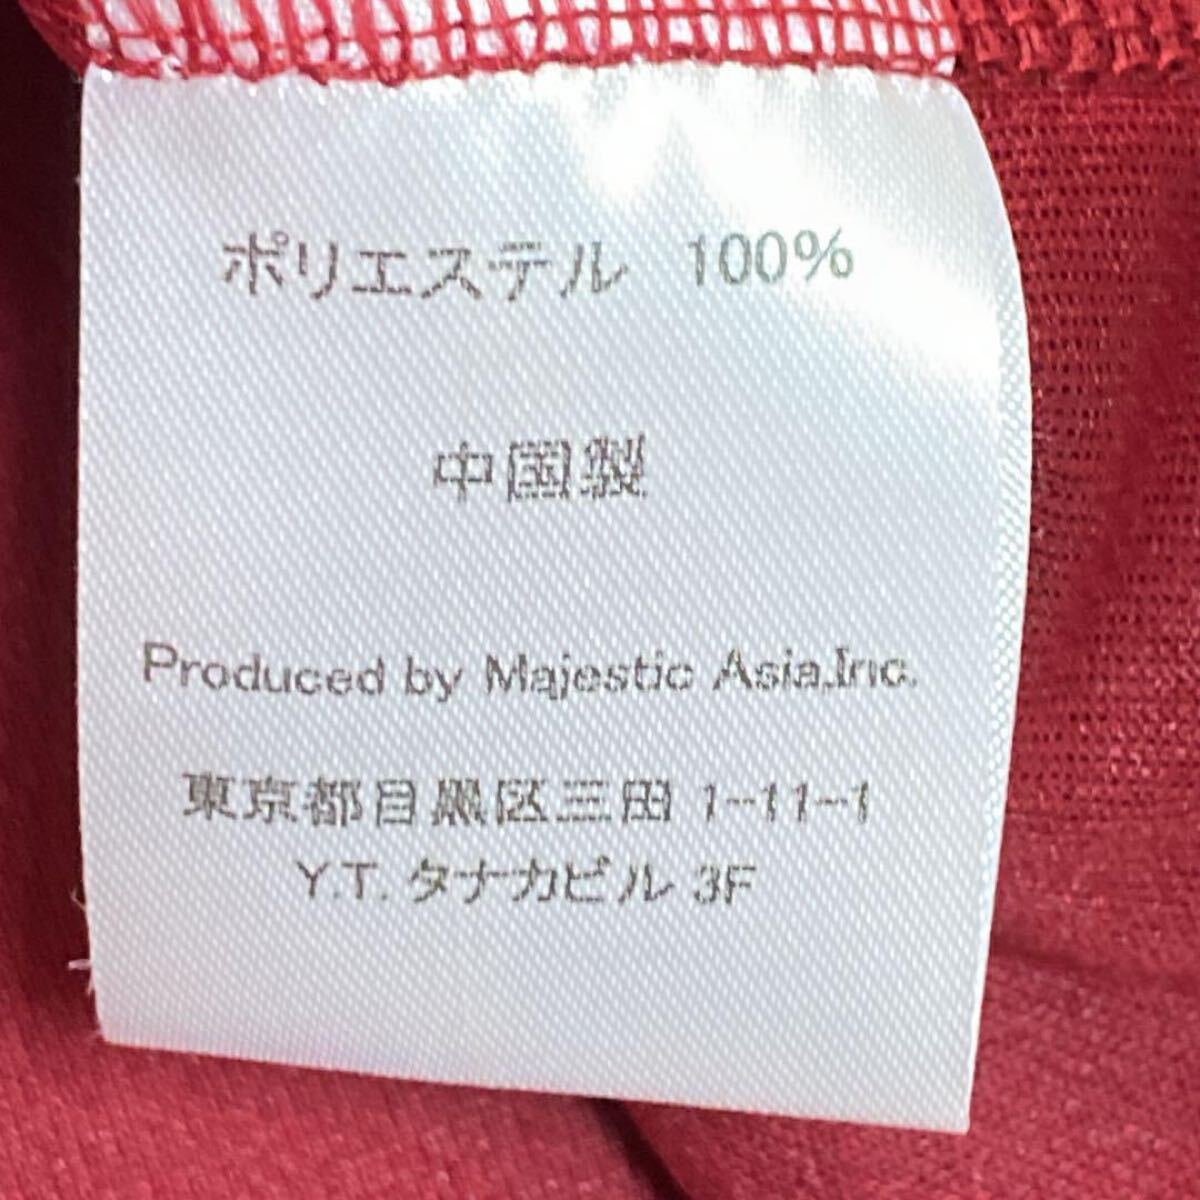 ポリエステル 100%
中国製
Produced by Majestic Asia,Inc.
東京都目黒区三田 1-11-1
Y.T. タナカビル 3F